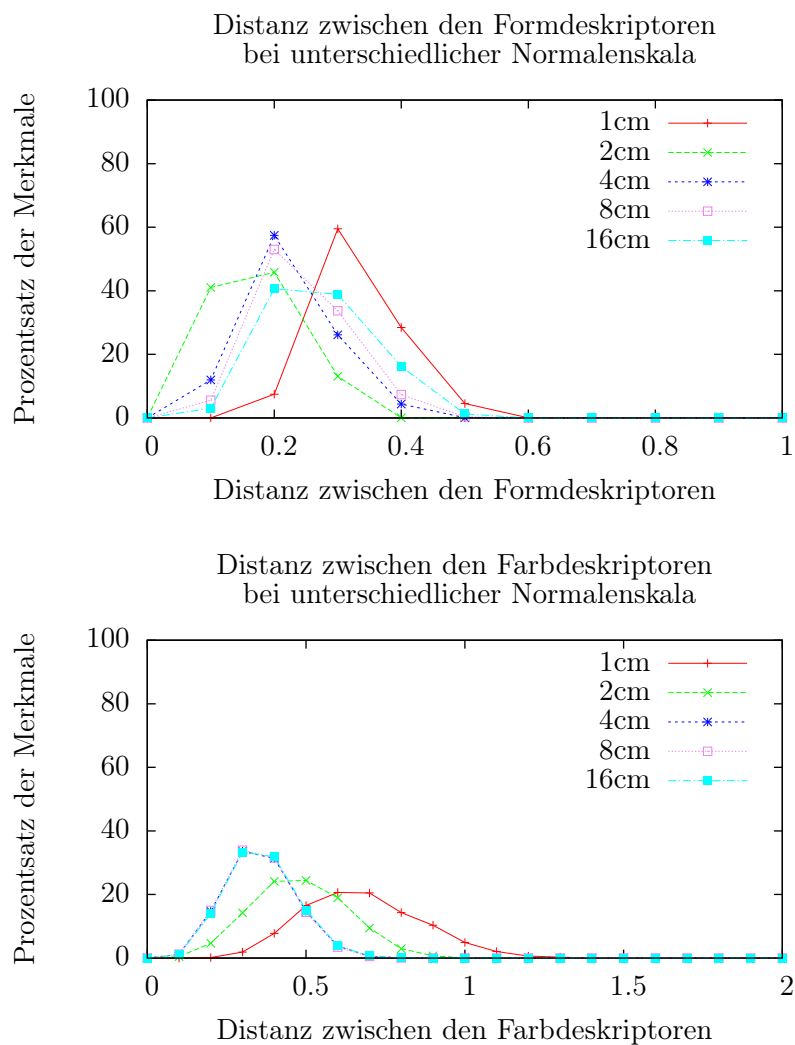 Distanz zwischen den Formdeskriptoren
bei unterschiedlicher Normalenskala
Prozentsatz der Merkmale
100
80
60
40
20
0
1cm
2cm
4cm
8cm
16cm
0 0.2 0.4 0.6 0.8 1
Distanz zwischen den Formdeskriptoren
Distanz zwischen den Farbdeskriptoren
bei unterschiedlicher Normalenskala
Prozentsatz der Merkmale
100
80
60
40
20
0
1cm
2cm
4cm
8cm
16cm
0 0.5 1 1.5 2
Distanz zwischen den Farbdeskriptoren